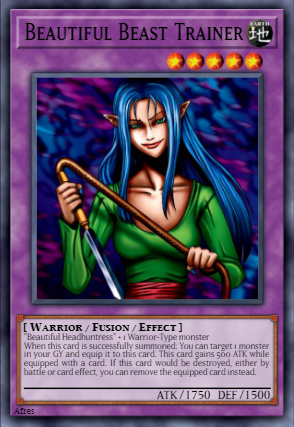 BEAUTIFUL BEAST TRAINER
EARTH
地
[ WARRIOR / FUSION / EFFECT ]
"Beautiful Headhuntress" + 1 Warrior-Type monster
When this card is successfully summoned: You can target 1 monster
in your GY and equip it to this card. This card gains 500 ATK while
equipped with a card. If this card would be destroyed, either by
battle or card effect, you can remove the equipped card instead.
ATK/1750 DEF/1500
Afres